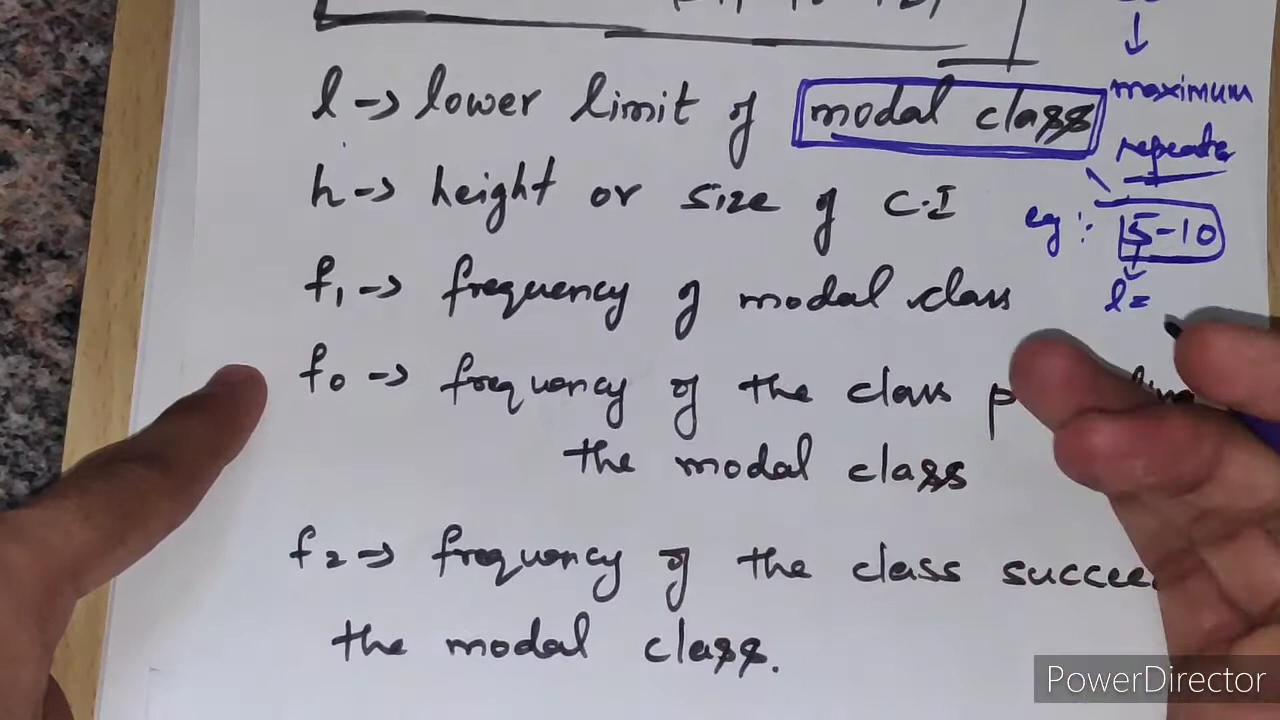 l → lower limit of modal class
maximum
repeate
h → height or size of C.I
eg :- 5-10
l =
f₁ → frequency of modal class
f₀ → frequency of the class
the modal class
f₂ → frequency of the class succee
the modal class.
PowerDirector